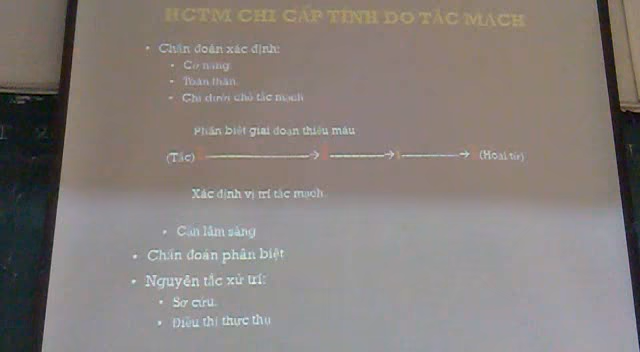 HCTM CHI CẤP TÍNH DO TẮC MẠCH
• Chẩn đoán xác định:
• Cơ năng
• Toàn thân.
• Chi dưới chỗ tắc mạch
Phân biệt giai đoạn thiếu máu
(Tắc) (Hoại tử)
Xác định vị trí tắc mạch
• Cận lâm sàng
• Chẩn đoán phân biệt
• Nguyên tắc xử trí:
• Sơ cứu.
• Điều thị thực thụ